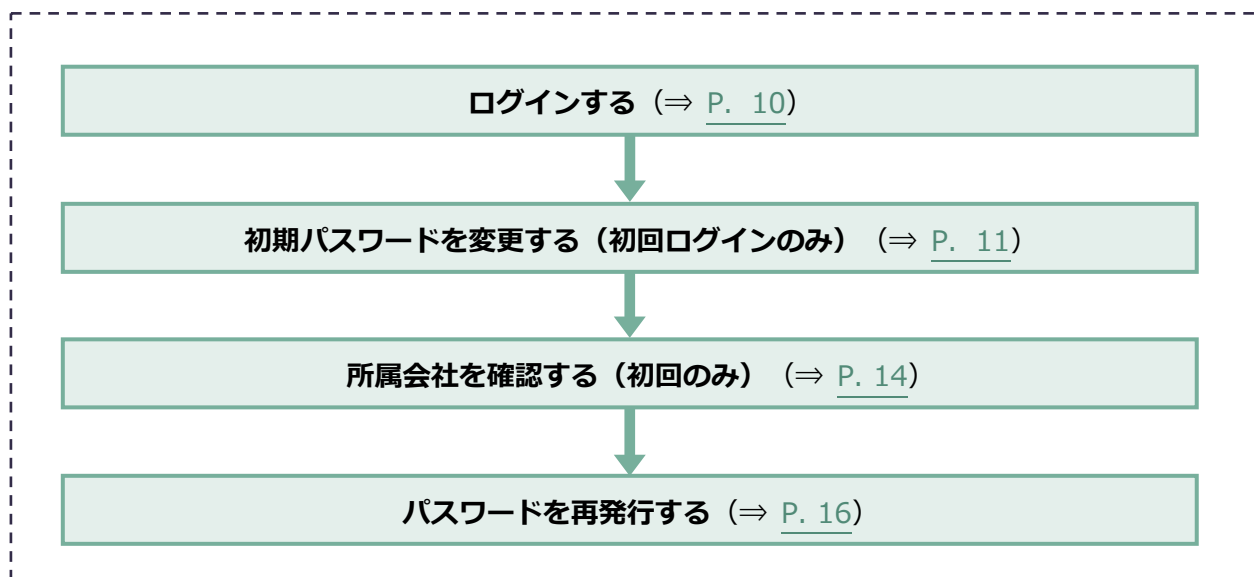 ログインする（⇒ P. 10）
初期パスワードを変更する（初回ログインのみ）（⇒ P. 11）
所属会社を確認する（初回のみ）（⇒ P. 14）
パスワードを再発行する（⇒ P. 16）